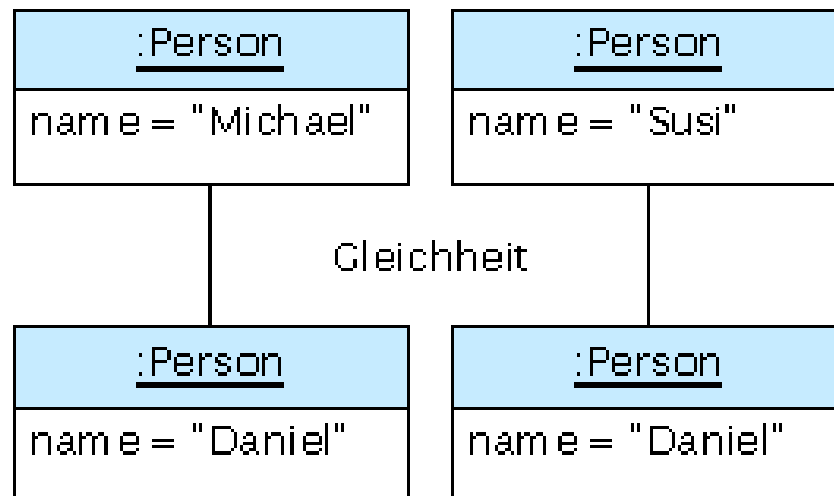 :Person
:Person
name = "Michael"
name = "Susi"
Gleichheit
:Person
:Person
name = "Daniel"
name = "Daniel"